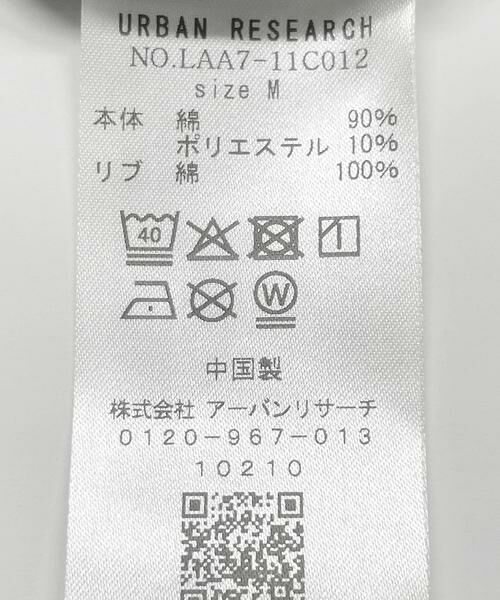 URBAN RESEARCH
NO.LAA7-11C012
size M
本体 綿 90%
ポリエステル 10%
リブ 綿 100%
40
W
中国製
株式会社 アーバンリサーチ
0120-967-013
10210